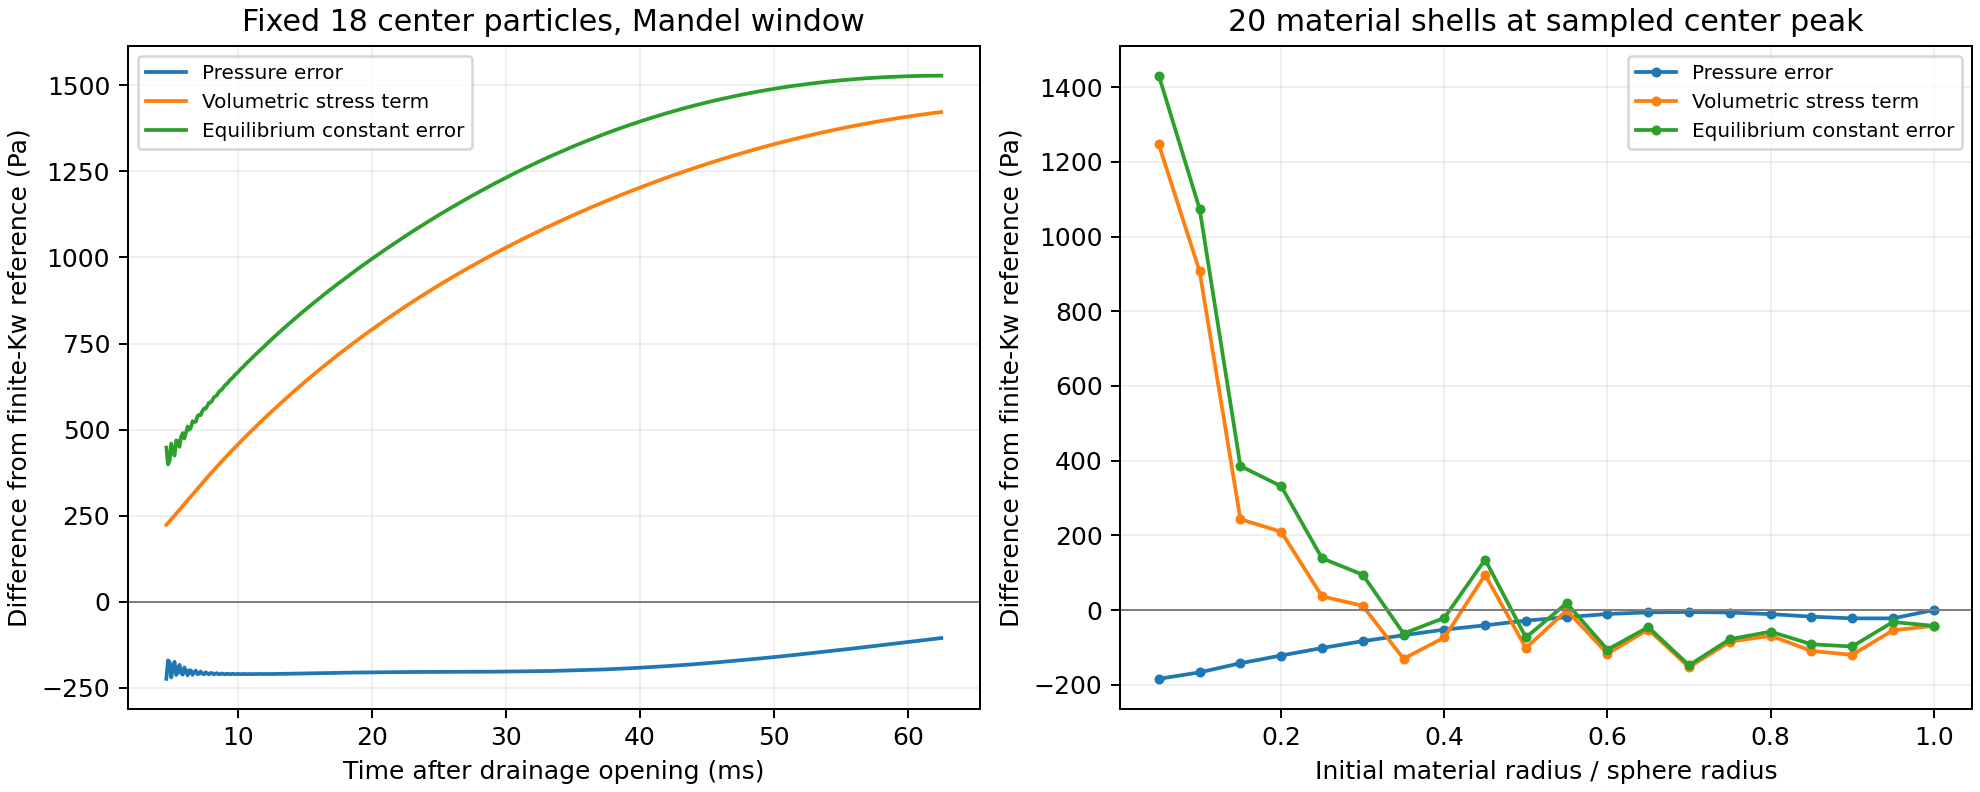 Fixed 18 center particles, Mandel window
Difference from finite-Kw reference (Pa)
1500
1250
1000
750
500
250
0
−250
Pressure error
Volumetric stress term
Equilibrium constant error
10 20 30 40 50 60
Time after drainage opening (ms)
20 material shells at sampled center peak
Difference from finite-Kw reference (Pa)
1400
1200
1000
800
600
400
200
0
−200
Pressure error
Volumetric stress term
Equilibrium constant error
0.2 0.4 0.6 0.8 1.0
Initial material radius / sphere radius